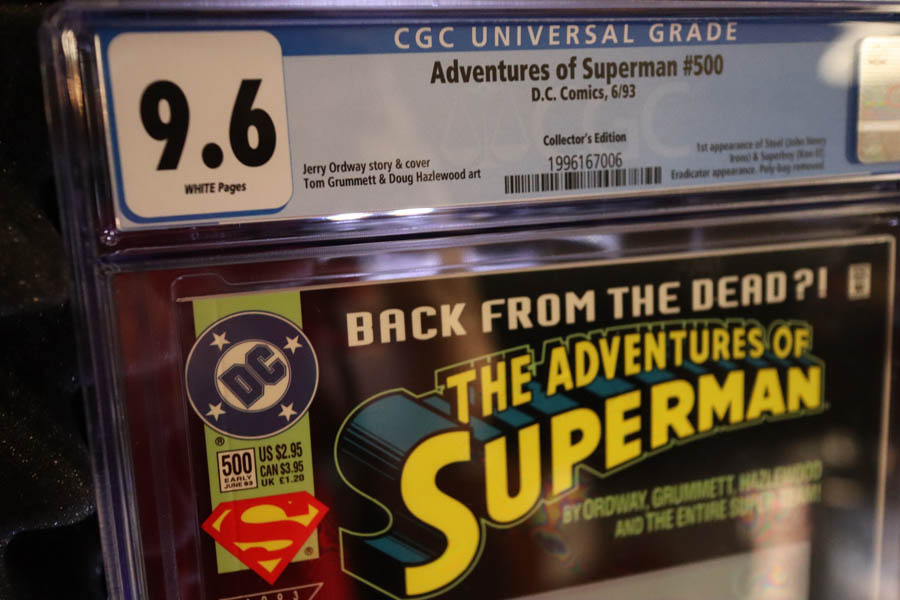 CGC UNIVERSAL GRADE
9.6
WHITE Pages
Adventures of Superman #500
D.C. Comics, 6/93
Jerry Ordway story & cover
Tom Grummett & Doug Hazlewood art
Collector's Edition
1996167006
1st appearance of Steel (John Henry
Irons) & Superboy (Kon-El)
Eradicator appearance. Poly-bag removed.
BACK FROM THE DEAD?!
DC
®
THE ADVENTURES OF
SUPERMAN
500
EARLY
JUNE 93
US $2.95
CAN $3.95
UK £1.20
BY ORDWAY, GRUMMETT, HAZLEWOOD
AND THE ENTIRE SUPER TEAM!
S
®